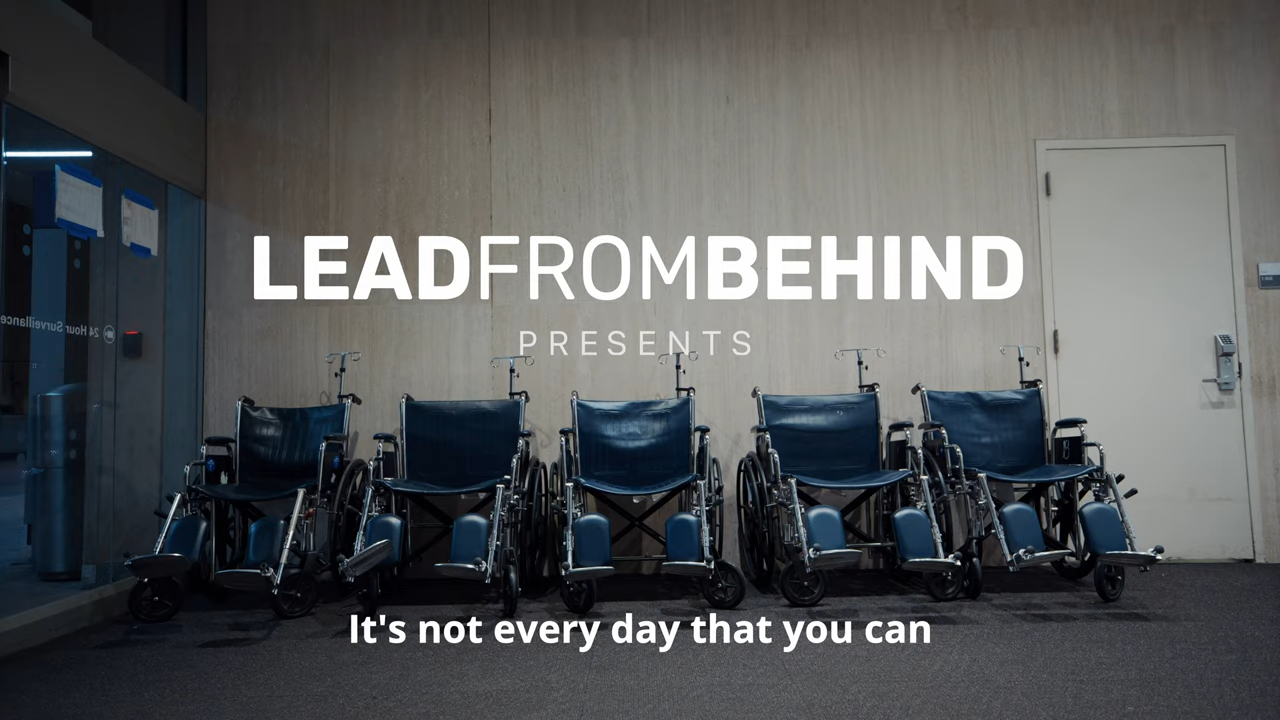 LEADFROMBEHIND
PRESENTS
24 Hour Surveillance
It's not every day that you can